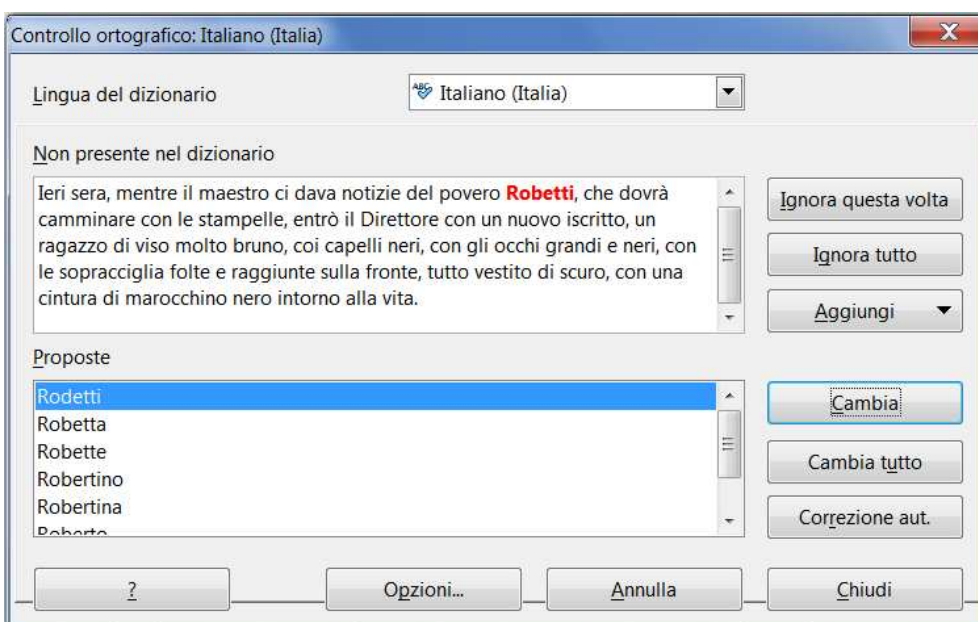 Controllo ortografico: Italiano (Italia)
Lingua del dizionario
ABC Italiano (Italia)
Non presente nel dizionario
Ieri sera, mentre il maestro ci dava notizie del povero Robetti, che dovrà
camminare con le stampelle, entrò il Direttore con un nuovo iscritto, un
ragazzo di viso molto bruno, coi capelli neri, con gli occhi grandi e neri, con
le sopracciglia folte e raggiunte sulla fronte, tutto vestito di scuro, con una
cintura di marocchino nero intorno alla vita.
Ignora questa volta
Ignora tutto
Aggiungi
Proposte
Rodetti
Robetta
Robette
Robertino
Robertina
Roberto
Cambia
Cambia tutto
Correzione aut.
?
Opzioni...
Annulla
Chiudi